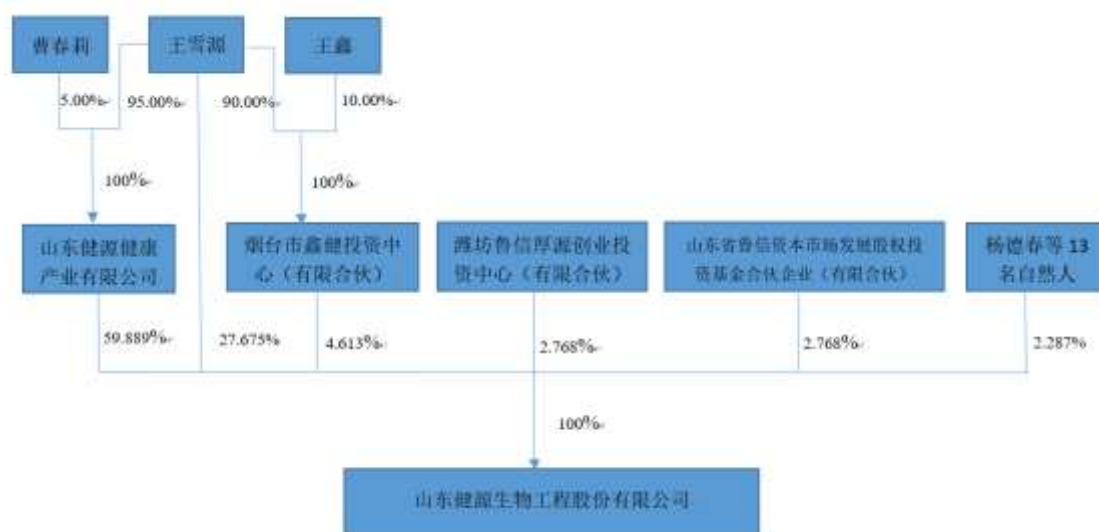 曹春莉
王雪源
王鑫
5.00%
95.00%
90.00%
10.00%
100%
100%
山东健源健康
产业有限公司
烟台市鑫健投资中
心（有限合伙）
潍坊鲁信厚源创业投
资中心（有限合伙）
山东省鲁信资本市场发展股权投
资基金合伙企业（有限合伙）
杨德春等 13
名自然人
59.889%
27.675%
4.613%
2.768%
2.768%
2.287%
100%
山东健源生物工程股份有限公司